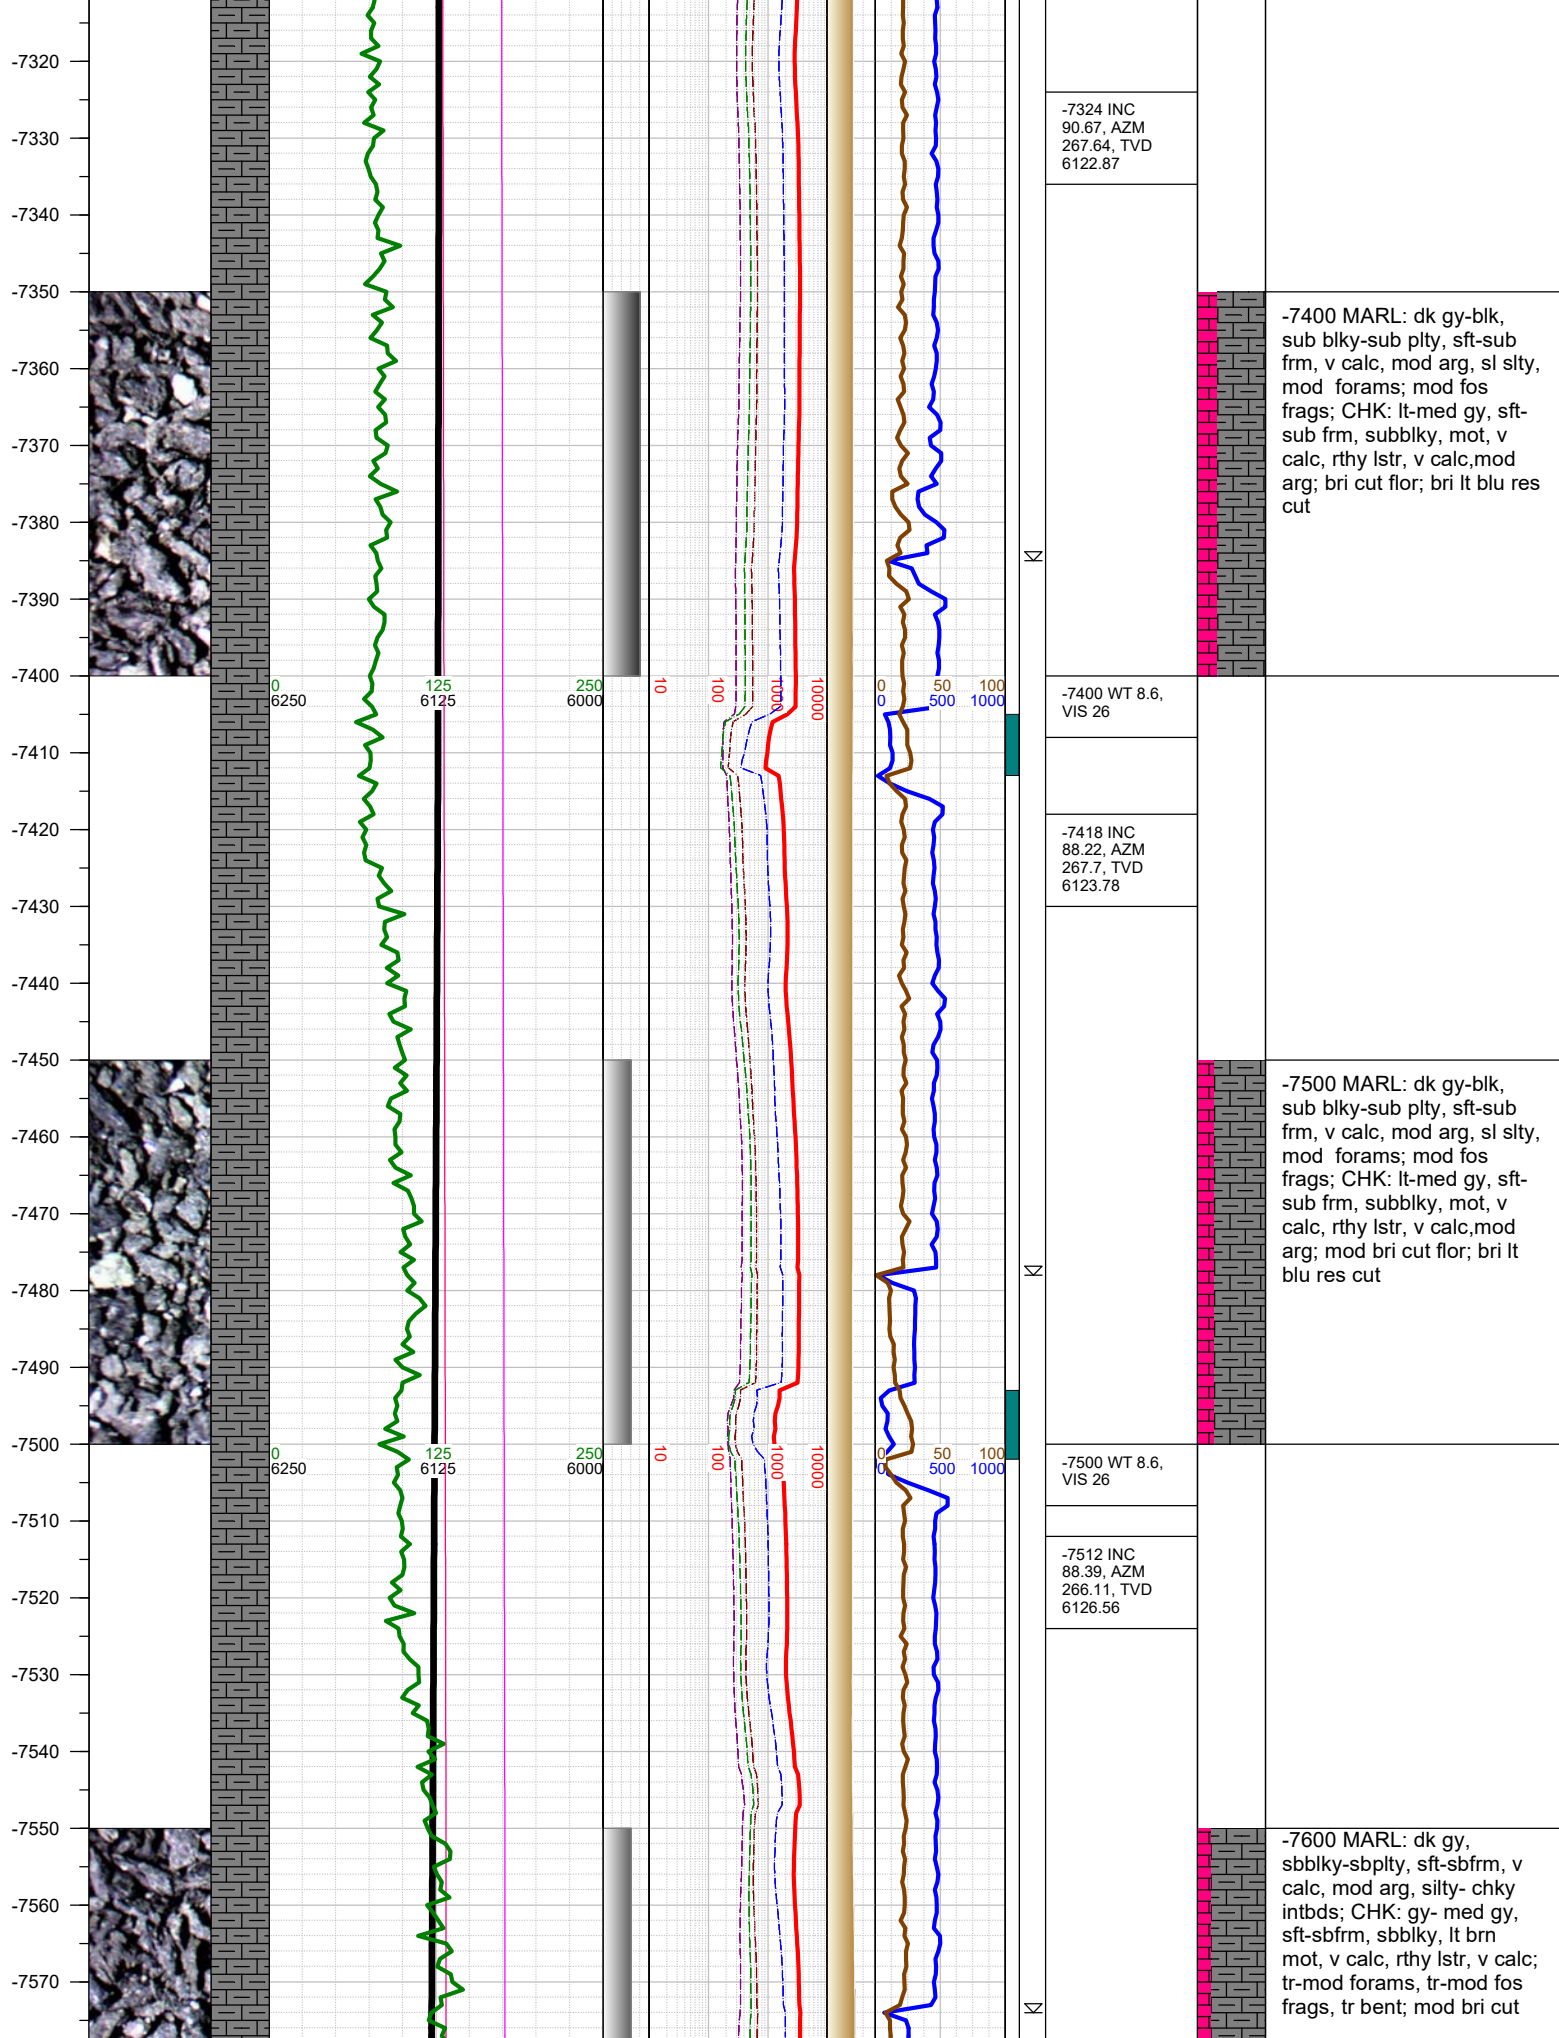 -7320
-7330
-7340
-7350
-7360
-7370
-7380
-7390
-7400
-7410
-7420
-7430
-7440
-7450
-7460
-7470
-7480
-7490
-7500
-7510
-7520
-7530
-7540
-7550
-7560
-7570
0 125 250
6250 6125 6000
10 100 1000 10000
0 50 100
0 500 1000
0 125 250
6250 6125 6000
10 100 1000 10000
0 50 100
0 500 1000
-7324 INC
90.67, AZM
267.64, TVD
6122.87
-7400 WT 8.6,
VIS 26
-7418 INC
88.22, AZM
267.7, TVD
6123.78
-7500 WT 8.6,
VIS 26
-7512 INC
88.39, AZM
266.11, TVD
6126.56
-7400 MARL: dk gy-blk,
sub blky-sub plty, sft-sub
frm, v calc, mod arg, sl slty,
mod  forams; mod fos
frags; CHK: lt-med gy, sft-
sub frm, subblky, mot, v
calc, rthy lstr, v calc,mod
arg; bri cut flor; bri lt blu res
cut
-7500 MARL: dk gy-blk,
sub blky-sub plty, sft-sub
frm, v calc, mod arg, sl slty,
mod  forams; mod fos
frags; CHK: lt-med gy, sft-
sub frm, subblky, mot, v
calc, rthy lstr, v calc,mod
arg; mod bri cut flor; bri lt
blu res cut
-7600 MARL: dk gy,
sbblky-sbplty, sft-sbfrm, v
calc, mod arg, silty- chky
intbds; CHK: gy- med gy,
sft-sbfrm, sbblky, lt brn
mot, v calc, rthy lstr, v calc;
tr-mod forams, tr-mod fos
frags, tr bent; mod bri cut